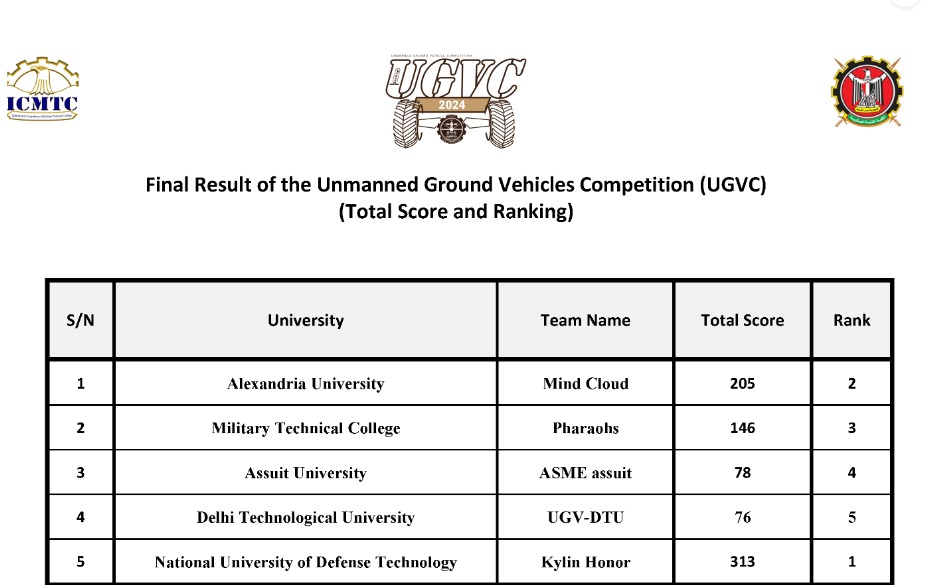 ICMTC
UNMANNED GROUND VEHICLES COMPETITION
UGVC
2024
Final Result of the Unmanned Ground Vehicles Competition (UGVC)
(Total Score and Ranking)
S/N University Team Name Total Score Rank
1 Alexandria University Mind Cloud 205 2
2 Military Technical College Pharaohs 146 3
3 Assuit University ASME assuit 78 4
4 Delhi Technological University UGV-DTU 76 5
5 National University of Defense Technology Kylin Honor 313 1